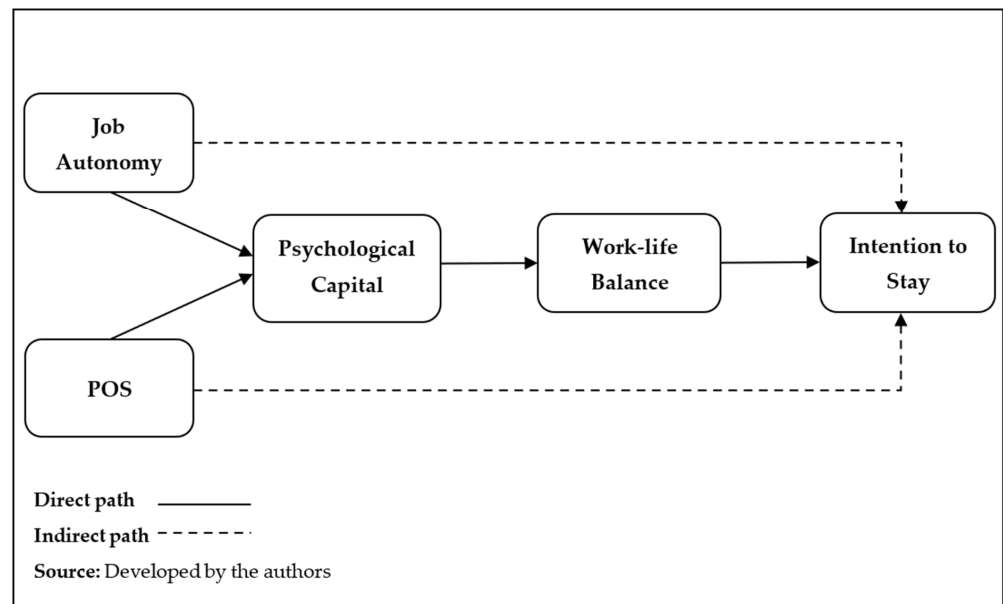 Job
Autonomy
Psychological
Capital
Work-life
Balance
Intention to
Stay
POS
Direct path
Indirect path
Source: Developed by the authors